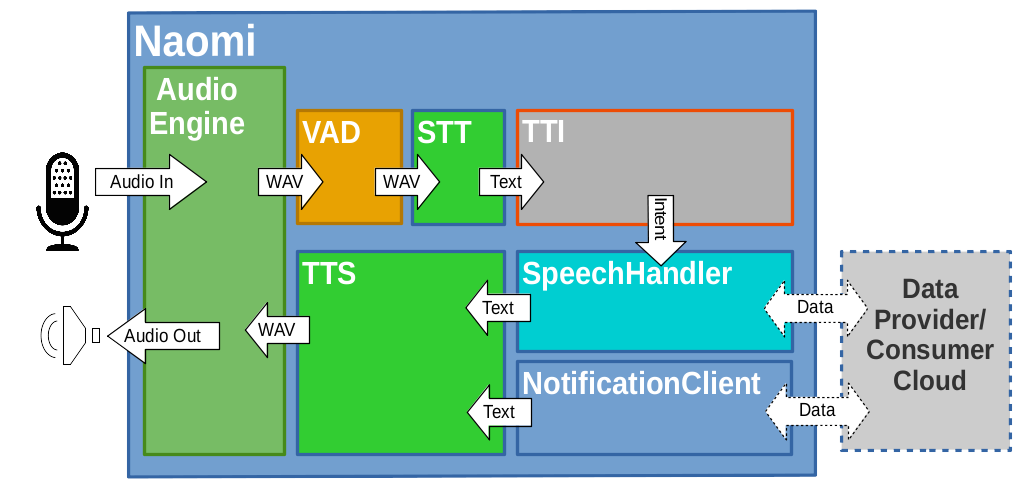 Naomi
Audio
Engine
VAD
STT
TTI
Audio In
WAV
WAV
Text
Intent
TTS
SpeechHandler
Text
Data
WAV
Audio Out
NotificationClient
Text
Data
Data
Provider/
Consumer
Cloud